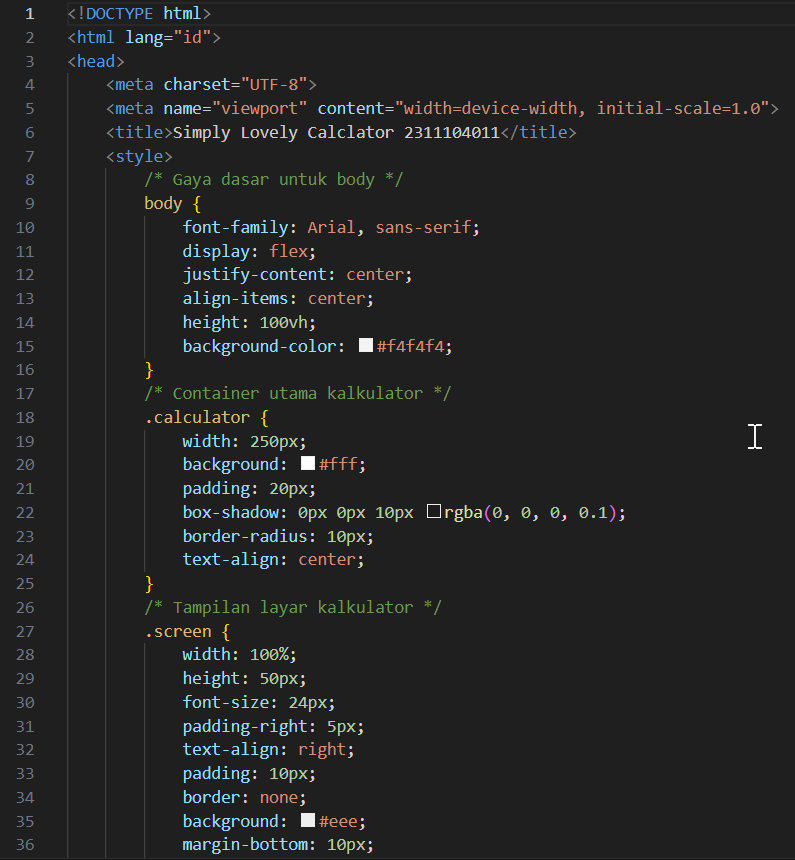 1 <!DOCTYPE html>
2 <html lang="id">
3 <head>
4 <meta charset="UTF-8">
5 <meta name="viewport" content="width=device-width, initial-scale=1.0">
6 <title>Simply Lovely Calclator 2311104011</title>
7 <style>
8 /* Gaya dasar untuk body */
9 body {
10 font-family: Arial, sans-serif;
11 display: flex;
12 justify-content: center;
13 align-items: center;
14 height: 100vh;
15 background-color: #f4f4f4;
16 }
17 /* Container utama kalkulator */
18 .calculator {
19 width: 250px;
20 background: #fff;
21 padding: 20px;
22 box-shadow: 0px 0px 10px rgba(0, 0, 0, 0.1);
23 border-radius: 10px;
24 text-align: center;
25 }
26 /* Tampilan layar kalkulator */
27 .screen {
28 width: 100%;
29 height: 50px;
30 font-size: 24px;
31 padding-right: 5px;
32 text-align: right;
33 padding: 10px;
34 border: none;
35 background: #eee;
36 margin-bottom: 10px;